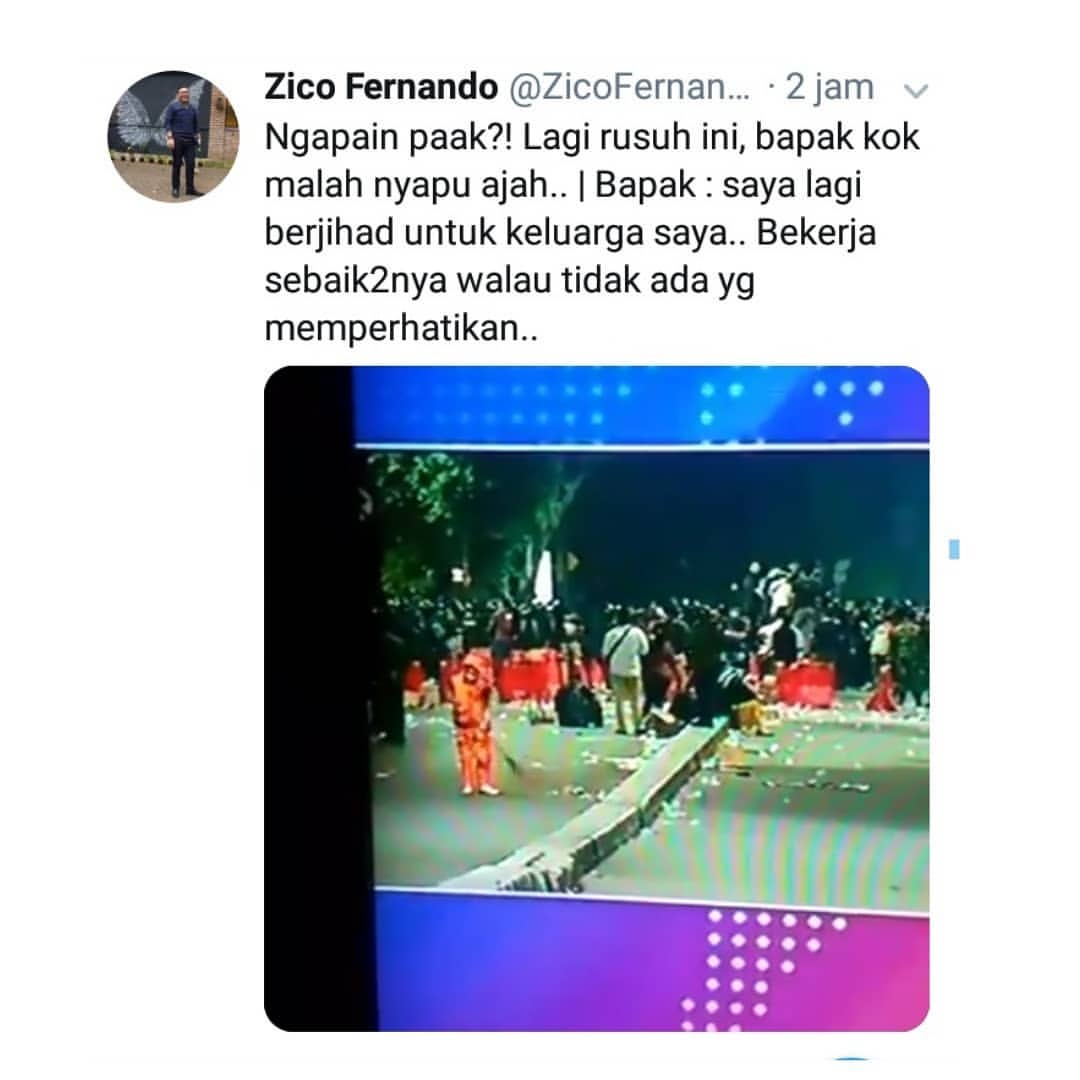 Zico Fernando @ZicoFernan... · 2 jam
Ngapain paak?! Lagi rusuh ini, bapak kok
malah nyapu ajah.. | Bapak : saya lagi
berjihad untuk keluarga saya.. Bekerja
sebaik2nya walau tidak ada yg
memperhatikan..